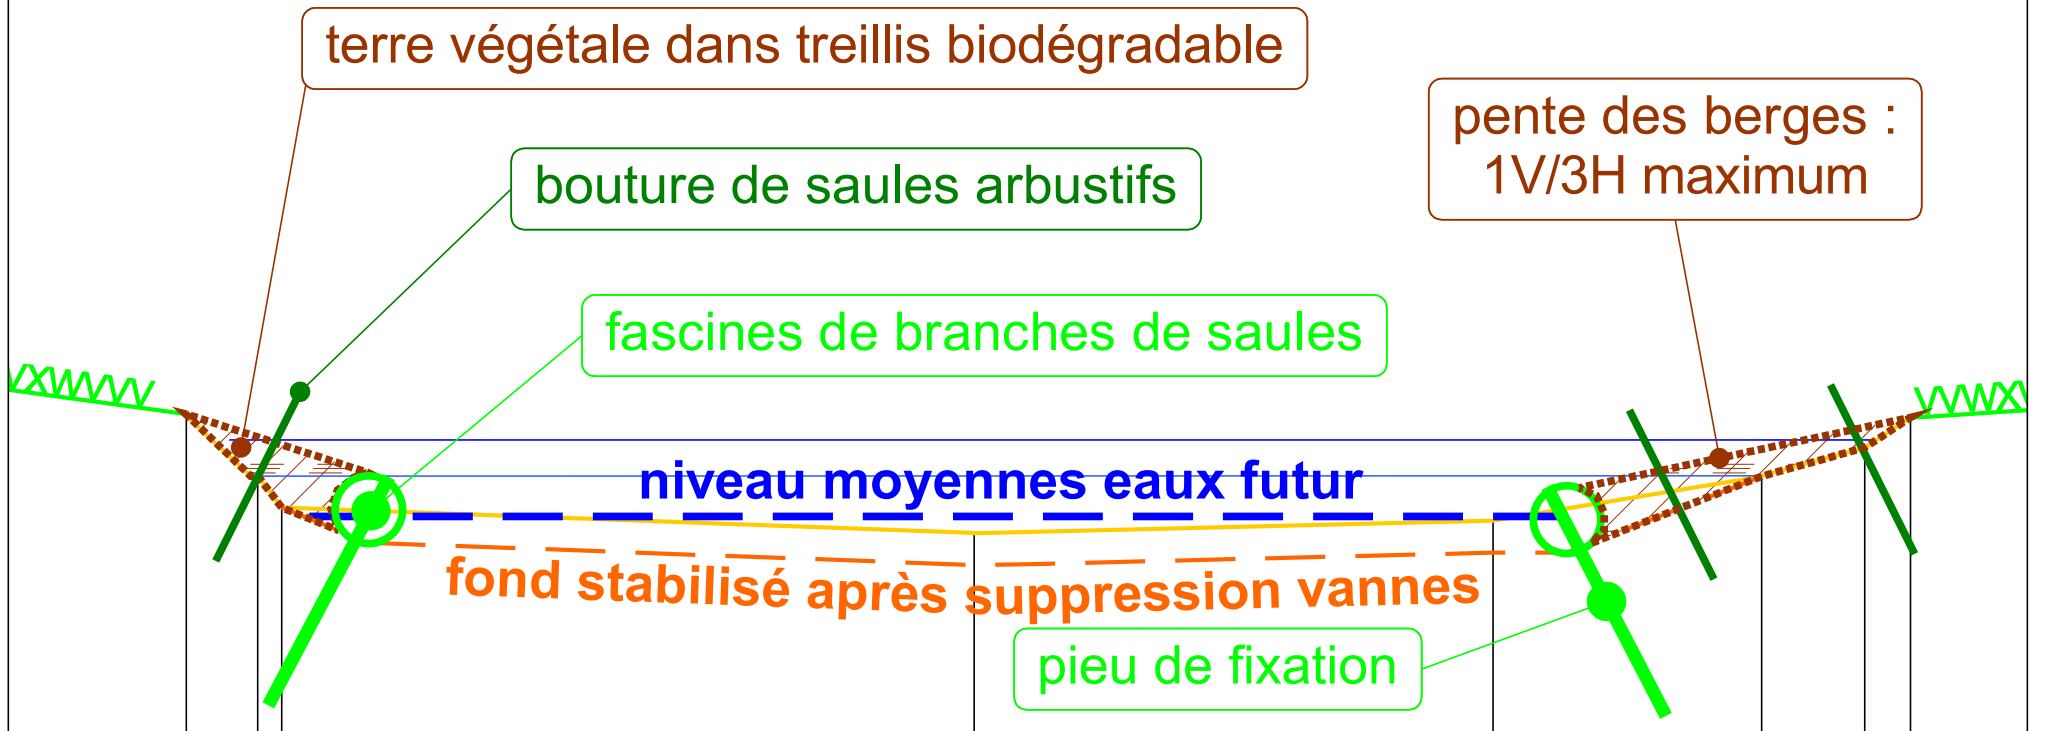 terre végétale dans treillis biodégradable
pente des berges :
1V/3H maximum
bouture de saules arbustifs
fascines de branches de saules
niveau moyennes eaux futur
fond stabilisé après suppression vannes
pieu de fixation